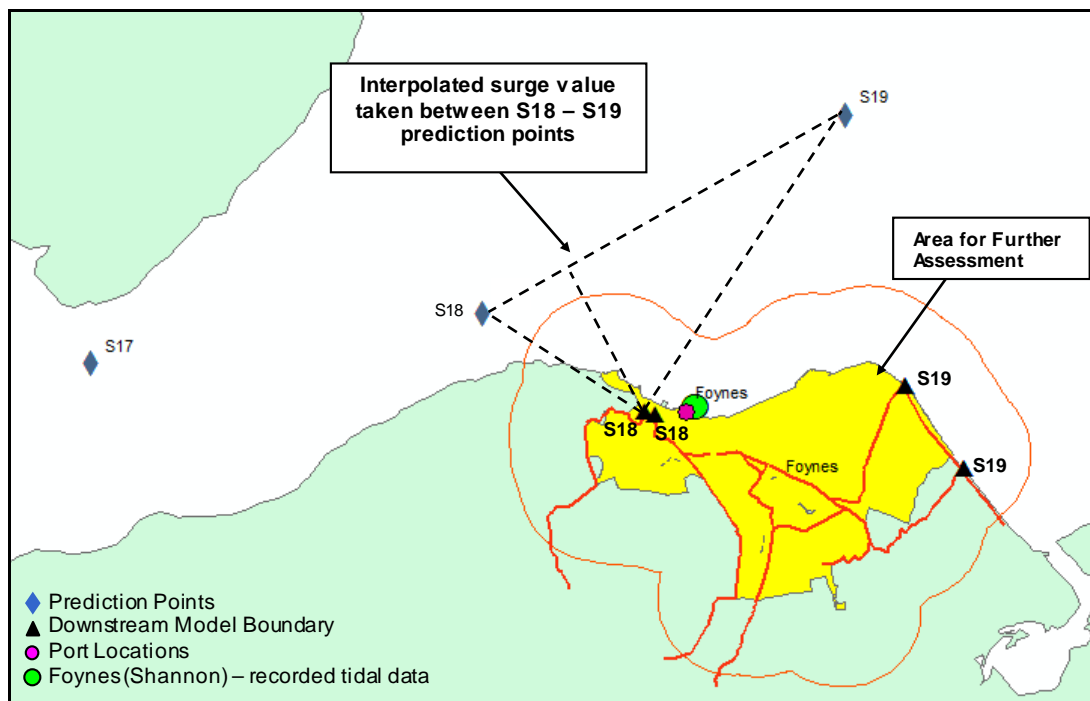 Interpolated surge value
taken between S18 – S19
prediction points
S19
Area for Further
Assessment
S18
S17
Foynes
S19
S18
S18
S19
Foynes
Prediction Points
Downstream Model Boundary
Port Locations
Foynes (Shannon) – recorded tidal data